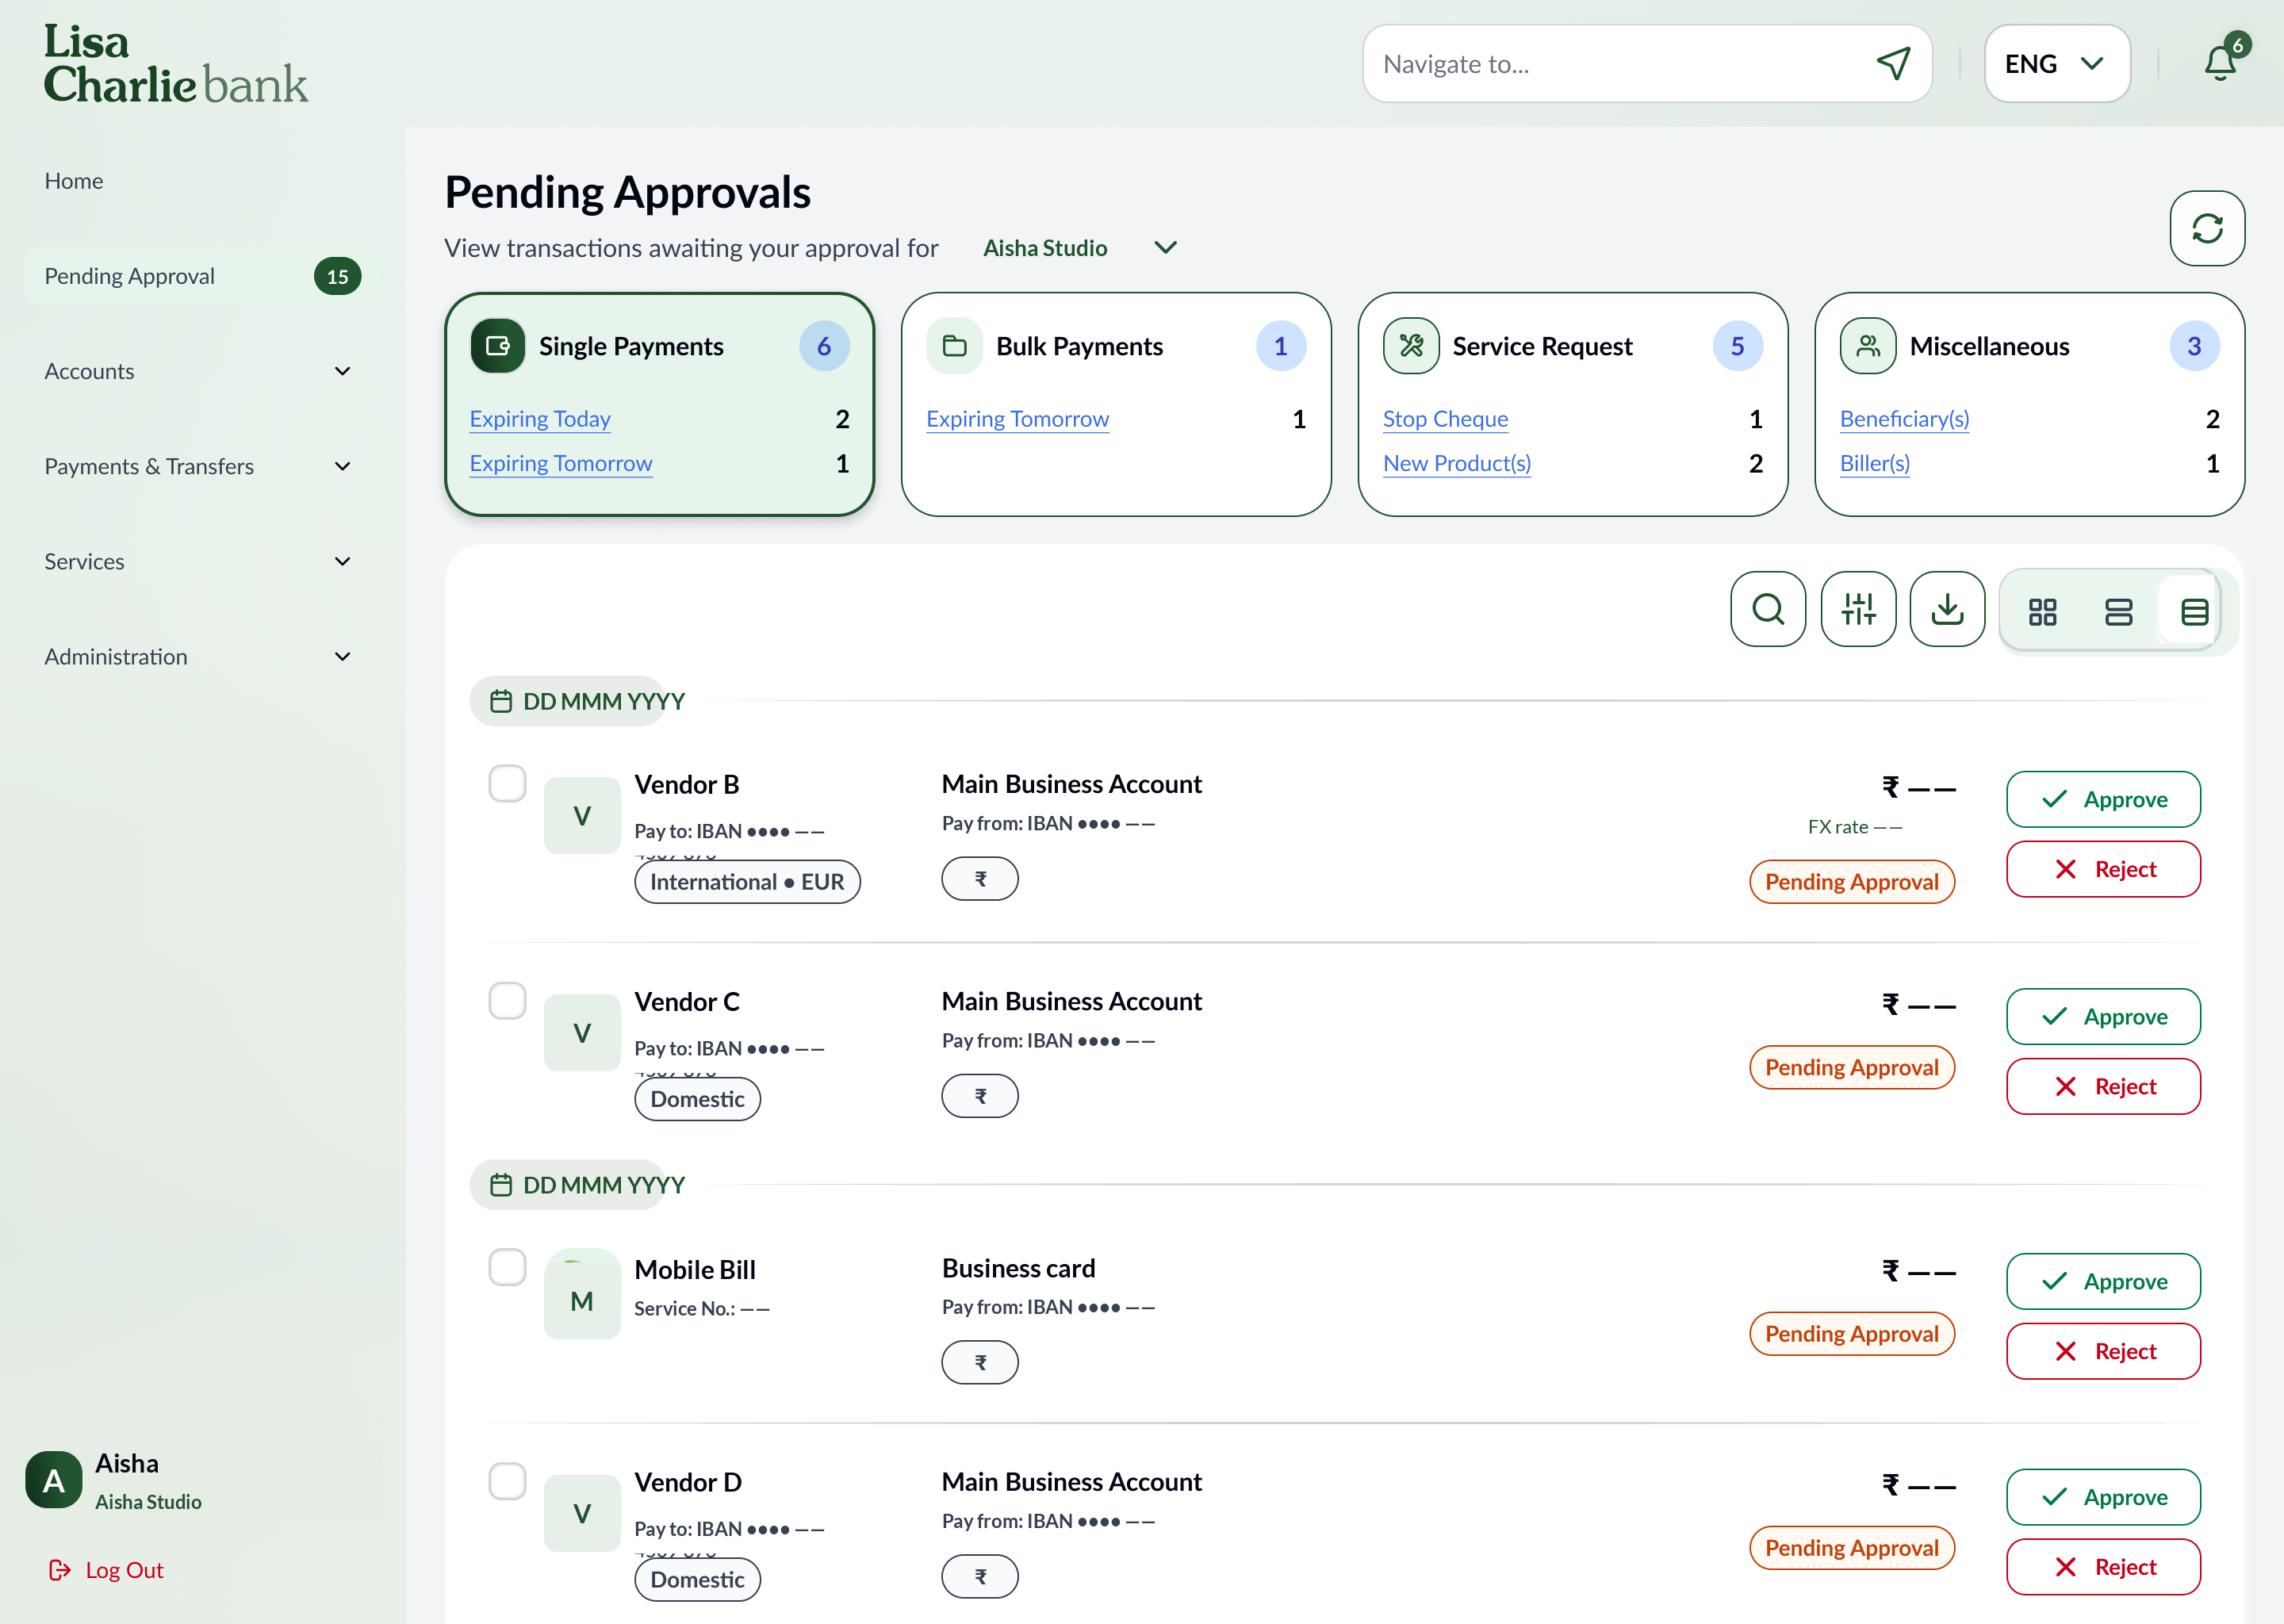 Lisa
Charlie bank
Navigate to...
ENG
6
Home
Pending Approval 15
Accounts
Payments & Transfers
Services
Administration
Aisha
A
Aisha Studio
Log Out
Pending Approvals
View transactions awaiting your approval for Aisha Studio
Single Payments 6
Expiring Today 2
Expiring Tomorrow 1
Bulk Payments 1
Expiring Tomorrow 1
Service Request 5
Stop Cheque 1
New Product(s) 2
Miscellaneous 3
Beneficiary(s) 2
Biller(s) 1
DD MMM YYYY
V
Vendor B
Pay to: IBAN ●●●● ——
International ● EUR
Main Business Account
Pay from: IBAN ●●●● ——
₹
₹ ——
FX rate ——
Pending Approval
Approve
Reject
V
Vendor C
Pay to: IBAN ●●●● ——
Domestic
Main Business Account
Pay from: IBAN ●●●● ——
₹
₹ ——
Pending Approval
Approve
Reject
DD MMM YYYY
M
Mobile Bill
Service No.: ——
Business card
Pay from: IBAN ●●●● ——
₹
₹ ——
Pending Approval
Approve
Reject
V
Vendor D
Pay to: IBAN ●●●● ——
Domestic
Main Business Account
Pay from: IBAN ●●●● ——
₹
₹ ——
Pending Approval
Approve
Reject